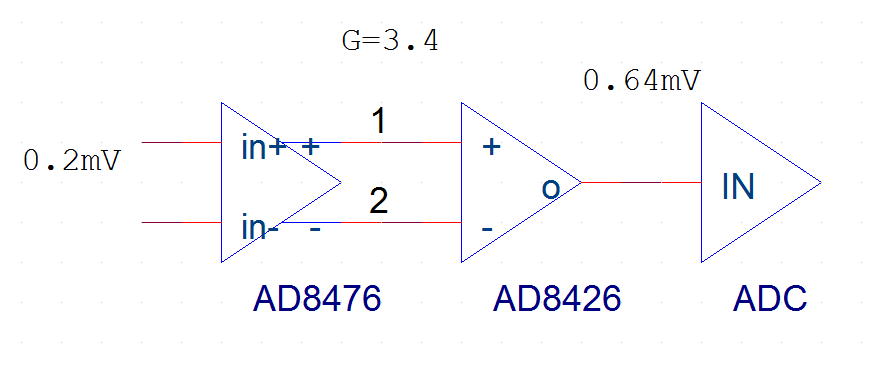 G=3.4
0.64mV
0.2mV
in+ +
1
+
in- -
2
-
o
IN
AD8476
AD8426
ADC